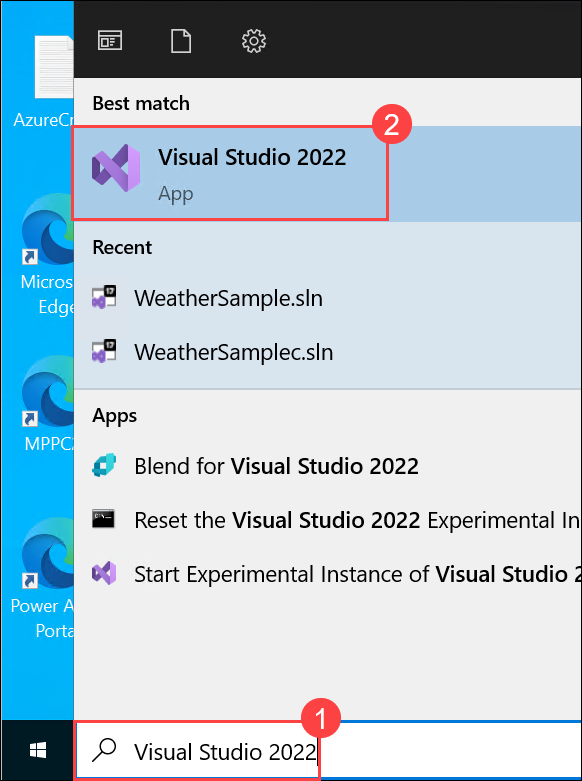 AzureCr
Best match
2
Visual Studio 2022
App
Recent
Micros
Edge
WeatherSample.sln
WeatherSamplec.sln
Apps
MPPC2
Blend for Visual Studio 2022
Reset the Visual Studio 2022 Experimental In
Start Experimental Instance of Visual Studio 2
Power A
Porta
1
Visual Studio 2022